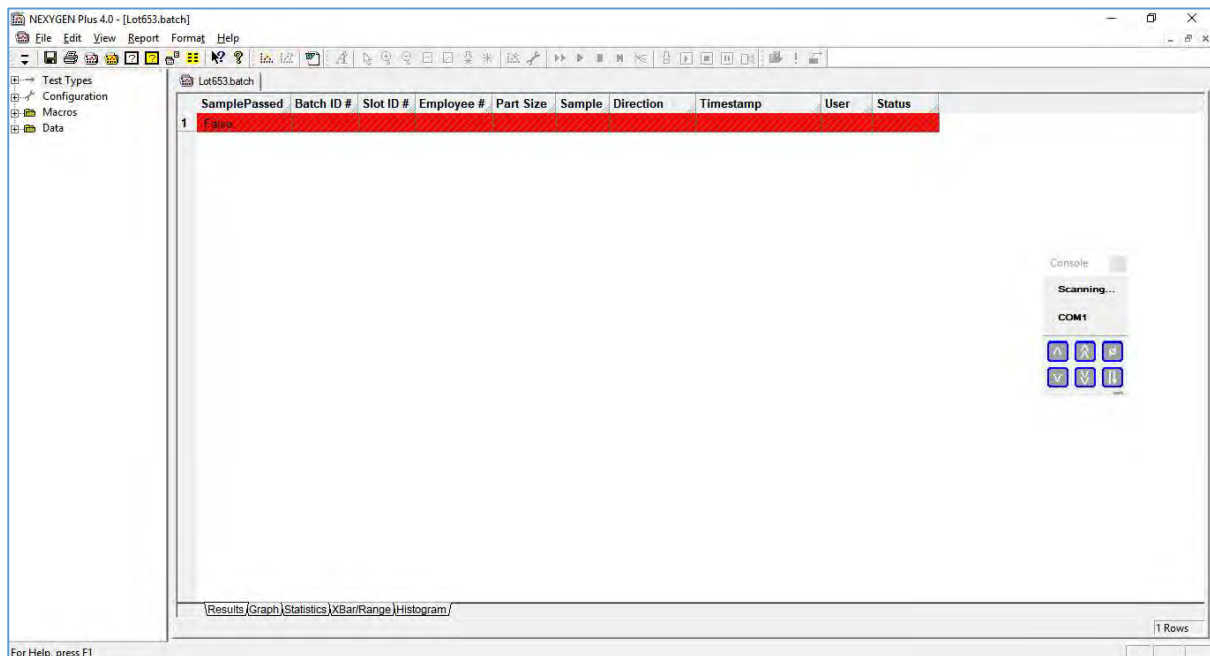 NEXYGEN Plus 4.0 - [Lot653.batch]
File Edit View Report Format Help
Test Types
Configuration
Macros
Data
Lot653.batch
SamplePassed Batch ID # Slot ID # Employee # Part Size Sample Direction Timestamp User Status
1 False
Console
Scanning...
COM1
Results Graph Statistics XBar/Range Histogram
1 Rows
For Help, press F1